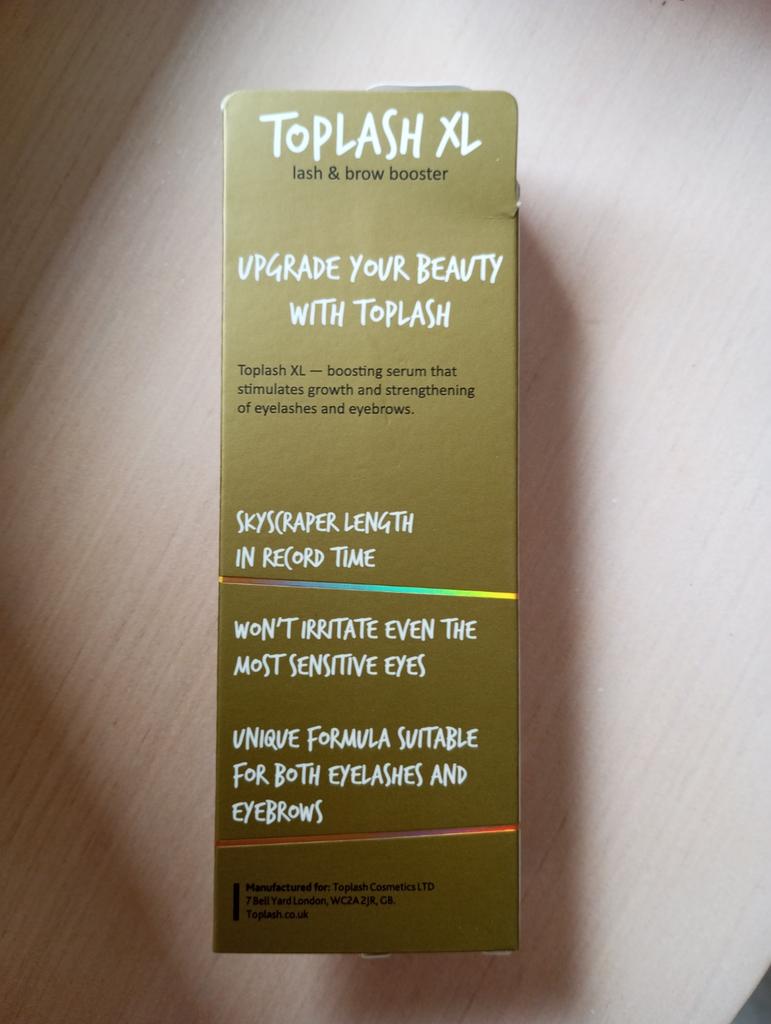 TOPLASH XL
lash & brow booster
UPGRADE YOUR BEAUTY
WITH TOPLASH
Toplash XL — boosting serum that
stimulates growth and strengthening
of eyelashes and eyebrows.
SKYSCRAPER LENGTH
IN RECORD TIME
WON'T IRRITATE EVEN THE
MOST SENSITIVE EYES
UNIQUE FORMULA SUITABLE
FOR BOTH EYELASHES AND
EYEBROWS
Manufactured for: Toplash Cosmetics LTD
7 Bell Yard London, WC2A 2JR, GB.
Toplash.co.uk